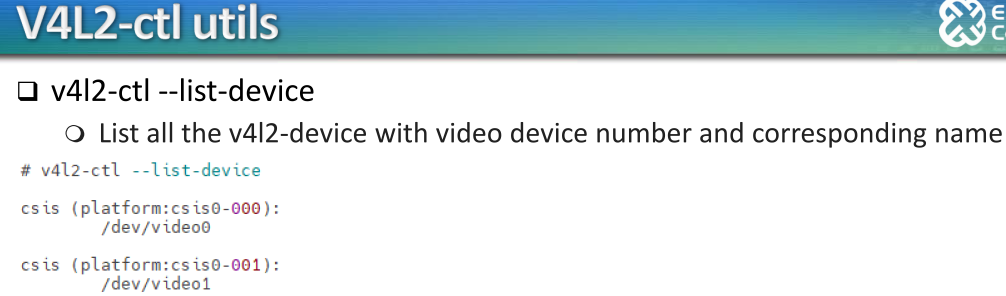 V4L2-ctl utils
v4l2-ctl --list-device
List all the v4l2-device with video device number and corresponding name
# v4l2-ctl --list-device
csis (platform:csis0-000):
/dev/video0
csis (platform:csis0-001):
/dev/video1